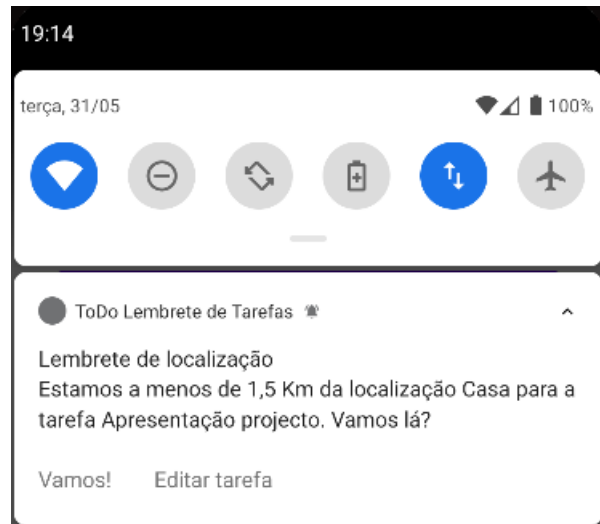 19:14
terça, 31/05 100%
ToDo Lembrete de Tarefas
Lembrete de localização
Estamos a menos de 1,5 Km da localização Casa para a
tarefa Apresentação projecto. Vamos lá?
Vamos! Editar tarefa